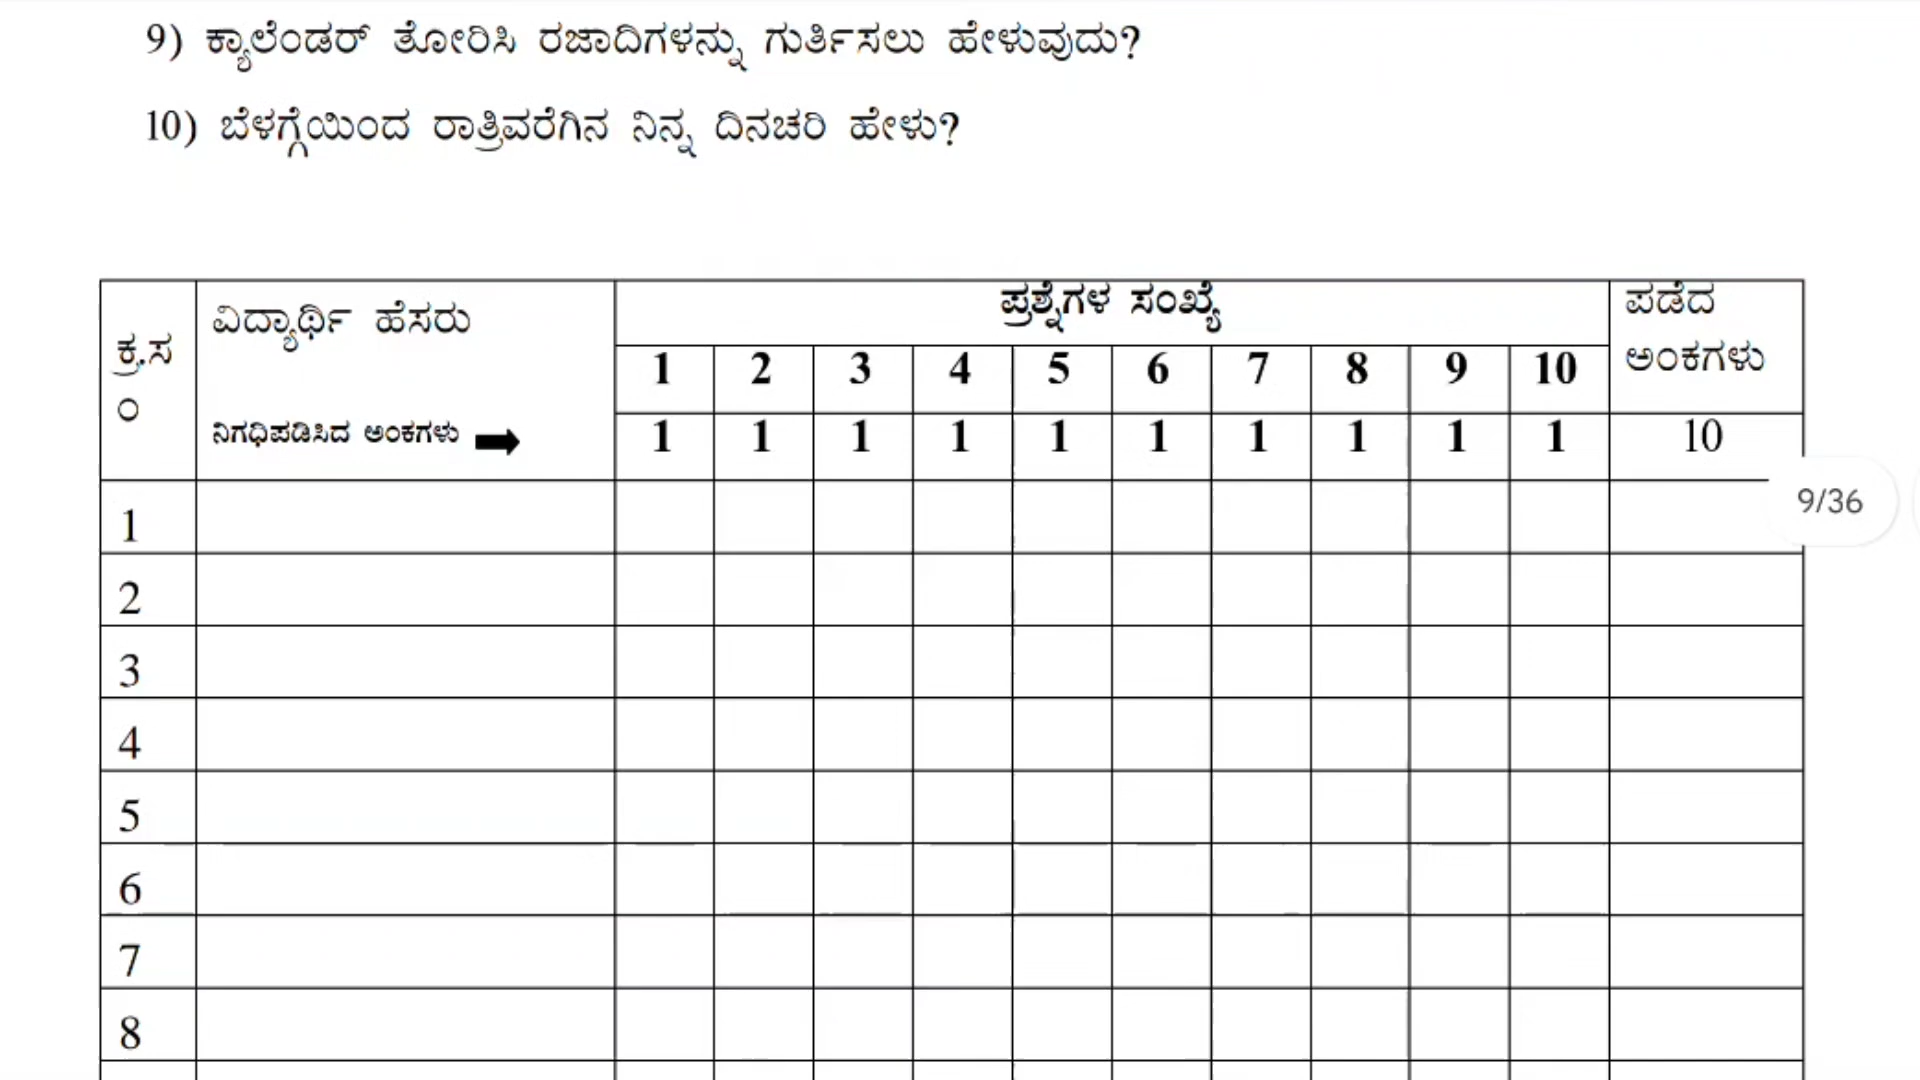 9) ಕ್ಯಾಲೆಂಡರ್ ತೋರಿಸಿ ರಜಾದಿಗಳನ್ನು ಗುರ್ತಿಸಲು ಹೇಳುವುದು?
10) ಬೆಳಗ್ಗೆಯಿಂದ ರಾತ್ರಿವರೆಗಿನ ನಿನ್ನ ದಿನಚರಿ ಹೇಳು?
ಕ್ರ.ಸ
ಂ
ವಿದ್ಯಾರ್ಥಿ ಹೆಸರು
ನಿಗಧಿಪಡಿಸಿದ ಅಂಕಗಳು
ಪ್ರಶ್ನೆಗಳ ಸಂಖ್ಯೆ
ಪಡೆದ
ಅಂಕಗಳು
1 2 3 4 5 6 7 8 9 10
1 1 1 1 1 1 1 1 1 1 10
9/36
1
2
3
4
5
6
7
8